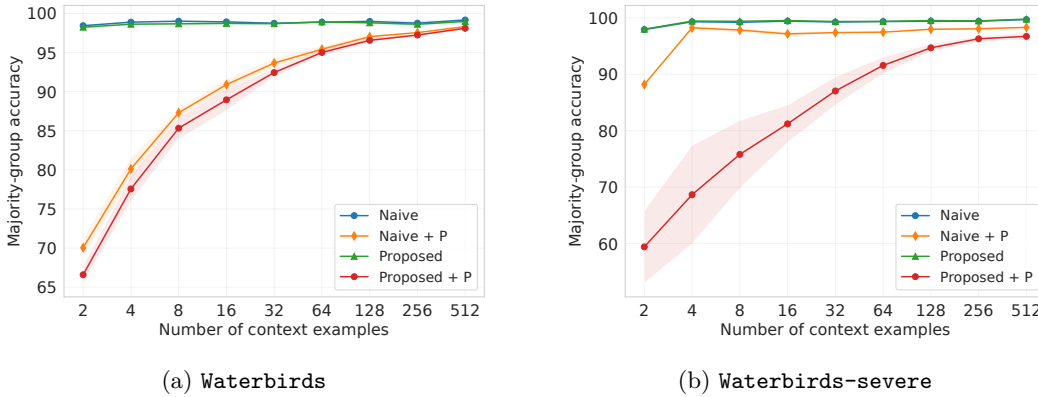 100
95
90
85
80
75
70
65
Majority-group accuracy
Naive
Naive + P
Proposed
Proposed + P
2 4 8 16 32 64 128 256 512
Number of context examples
(a) Waterbirds
100
90
80
70
60
Majority-group accuracy
Naive
Naive + P
Proposed
Proposed + P
2 4 8 16 32 64 128 256 512
Number of context examples
(b) Waterbirds-severe